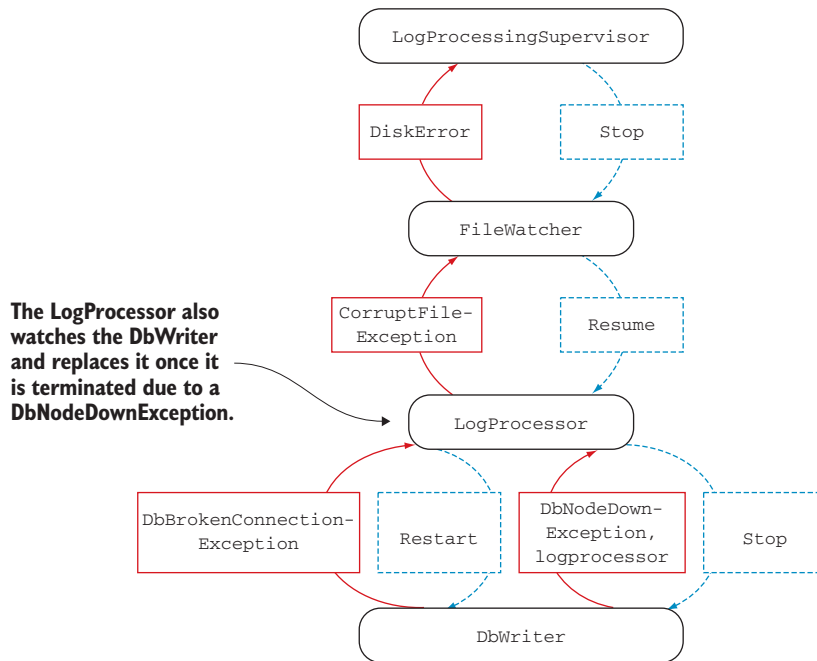 LogProcessingSupervisor
DiskError
Stop
FileWatcher
The LogProcessor also
watches the DbWriter
and replaces it once it
is terminated due to a
DbNodeDownException.
CorruptFile-
Exception
Resume
LogProcessor
DbBrokenConnection-
Exception
Restart
DbNodeDown-
Exception,
logprocessor
Stop
DbWriter